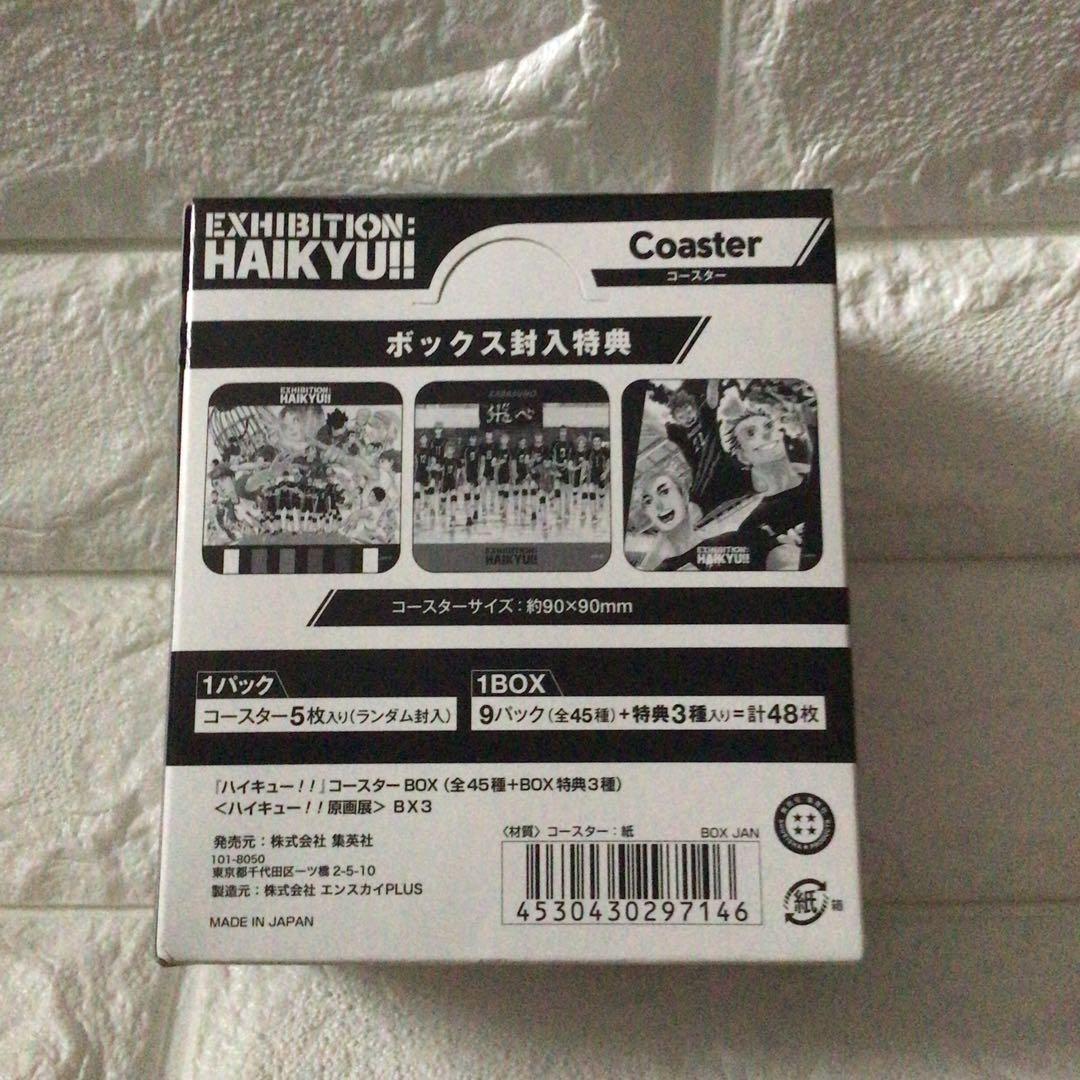 EXHIBITION:
HAIKYU!!
Coaster
コースター
ボックス封入特典
EXHIBITION:
HAIKYU!!
KARASUNO
飛べ
EXHIBITION:
HAIKYU!!
EXHIBITION:
HAIKYU!!
コースターサイズ：約90×90mm
1パック
コースター5枚入り（ランダム封入）
1BOX
9パック（全45種）＋特典3種入り＝計48枚
『ハイキュー！！』コースターBOX（全45種＋BOX特典3種）
＜ハイキュー！！原画展＞BX3
発売元：株式会社 集英社
101-8050
東京都千代田区一ツ橋2-5-10
製造元：株式会社 エンスカイPLUS
MADE IN JAPAN
〈材質〉コースター：紙
BOX JAN
4530430297146
紙
箱